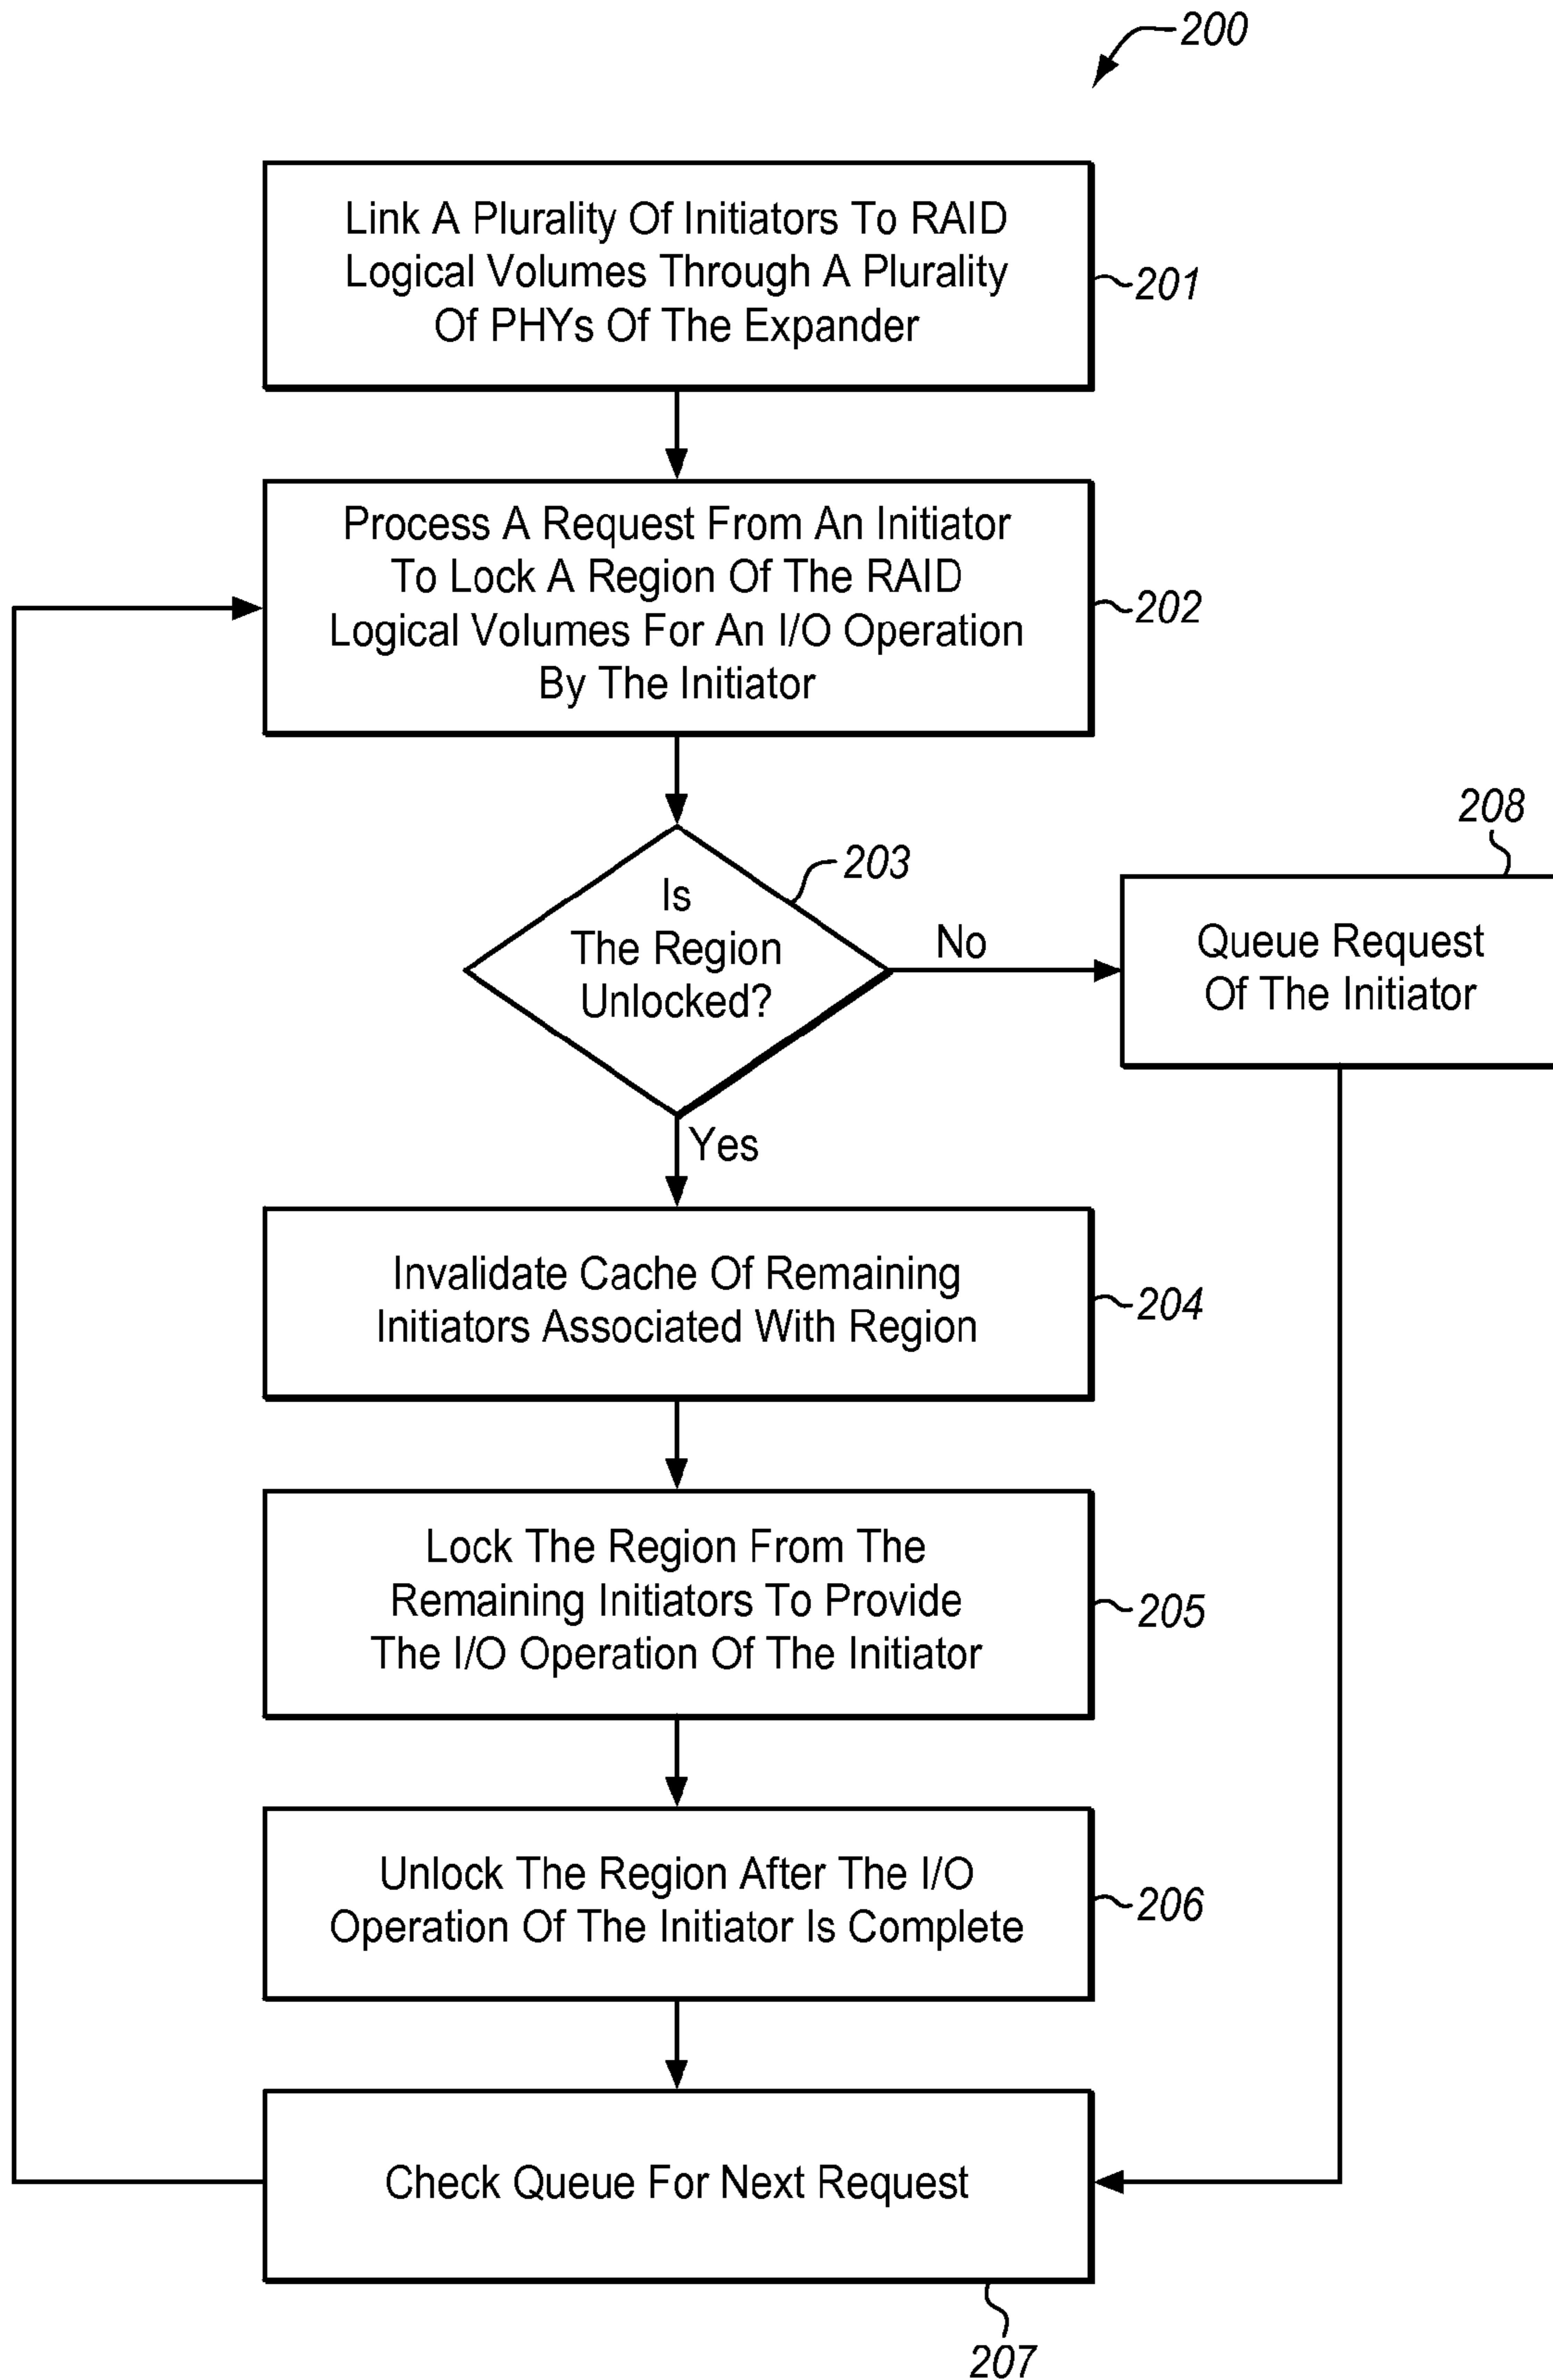 200
Link A Plurality Of Initiators To RAID
Logical Volumes Through A Plurality
Of PHYs Of The Expander
201
Process A Request From An Initiator
To Lock A Region Of The RAID
Logical Volumes For An I/O Operation
By The Initiator
202
Is
The Region
Unlocked?
203
No
208
Queue Request
Of The Initiator
Yes
Invalidate Cache Of Remaining
Initiators Associated With Region
204
Lock The Region From The
Remaining Initiators To Provide
The I/O Operation Of The Initiator
205
Unlock The Region After The I/O
Operation Of The Initiator Is Complete
206
Check Queue For Next Request
207